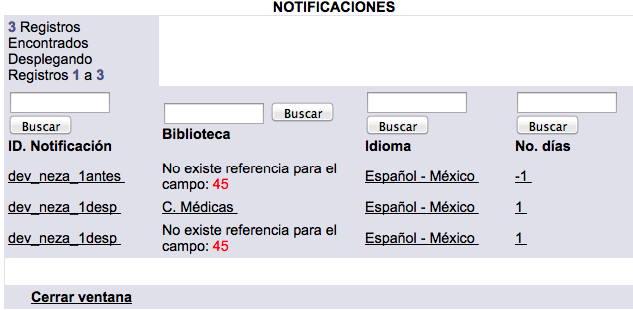 NOTIFICACIONES
3 Registros
Encontrados
Desplegando
Registros 1 a 3
Buscar
Buscar
Buscar
Buscar
ID. Notificación
Biblioteca
Idioma
No. días
dev_neza_1antes
No existe referencia para el
campo: 45
Español - México
-1
dev_neza_1desp
C. Médicas
Español - México
1
dev_neza_1desp
No existe referencia para el
campo: 45
Español - México
1
Cerrar ventana